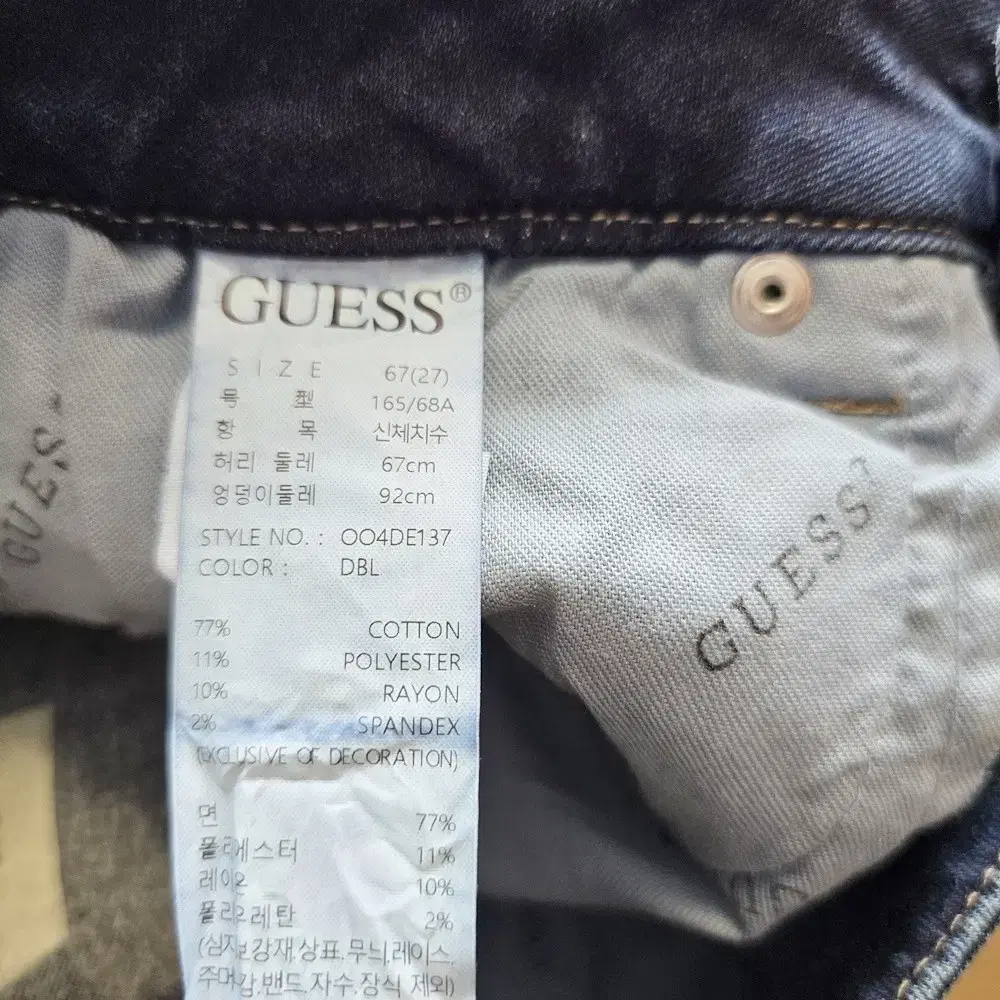 GUESS®
SIZE 67(27)
号型 165/68A
항목 신체치수
허리 둘레 67cm
엉덩이둘레 92cm
STYLE NO. : OO4DE137
COLOR : DBL
77% COTTON
11% POLYESTER
10% RAYON
2% SPANDEX
(EXCLUSIVE OF DECORATION)
면 77%
폴리에스터 11%
레이온 10%
폴리우레탄 2%
(심지,보강재,상표,무늬,레이스,
주머니감,밴드,자수,장식 제외)
GUESS
GUESS